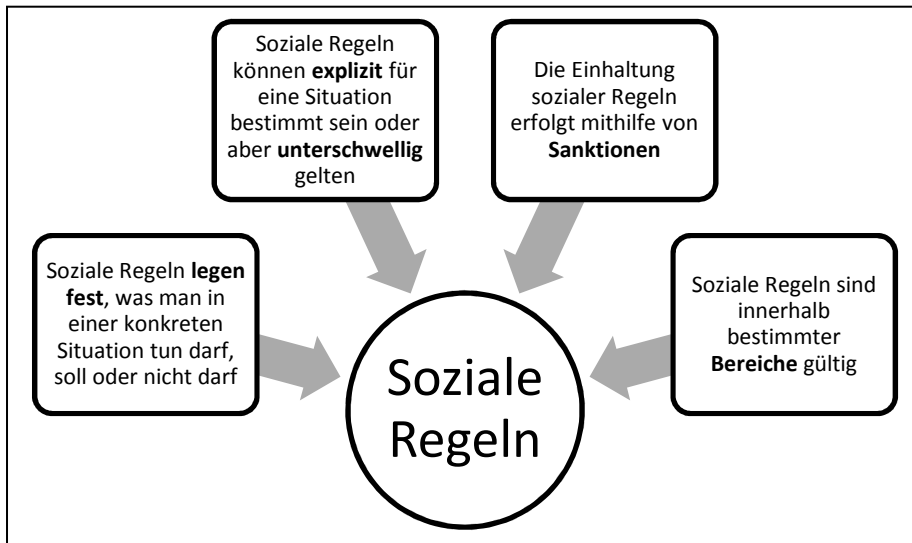 Soziale Regeln
können explizit für
eine Situation
bestimmt sein oder
aber unterschwellig
gelten
Die Einhaltung
sozialer Regeln
erfolgt mithilfe von
Sanktionen
Soziale Regeln legen
fest, was man in
einer konkreten
Situation tun darf,
soll oder nicht darf
Soziale Regeln sind
innerhalb
bestimmter
Bereiche gültig
Soziale
Regeln